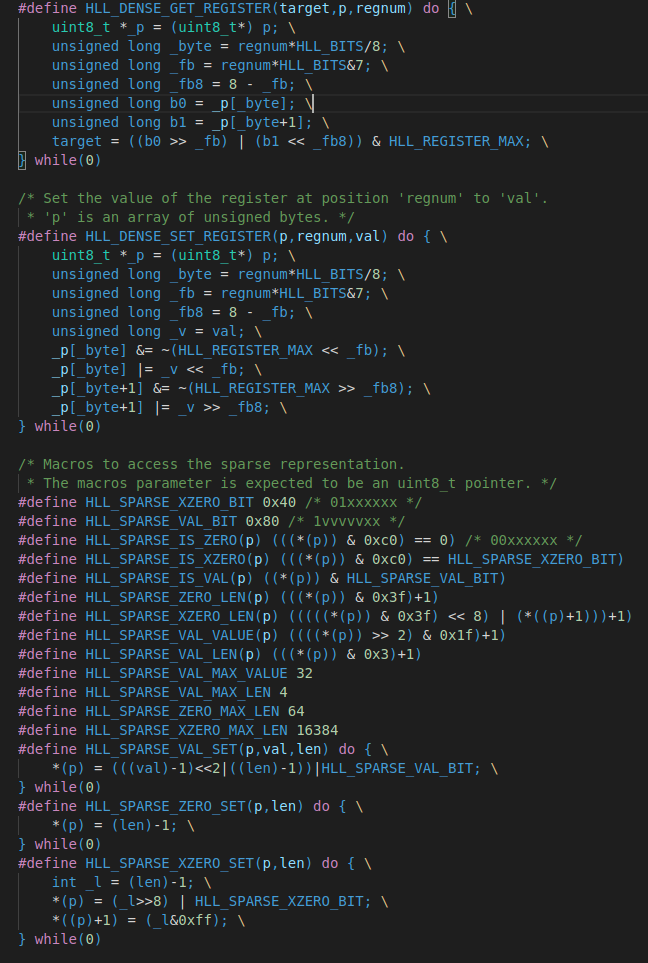 #define HLL_DENSE_GET_REGISTER(target,p,regnum) do { \
    uint8_t *_p = (uint8_t*) p; \
    unsigned long _byte = regnum*HLL_BITS/8; \
    unsigned long _fb = regnum*HLL_BITS&7; \
    unsigned long _fb8 = 8 - _fb; \
    unsigned long b0 = _p[_byte]; \
    unsigned long b1 = _p[_byte+1]; \
    target = ((b0 >> _fb) | (b1 << _fb8)) & HLL_REGISTER_MAX; \
} while(0)

/* Set the value of the register at position 'regnum' to 'val'.
 * 'p' is an array of unsigned bytes. */
#define HLL_DENSE_SET_REGISTER(p,regnum,val) do { \
    uint8_t *_p = (uint8_t*) p; \
    unsigned long _byte = regnum*HLL_BITS/8; \
    unsigned long _fb = regnum*HLL_BITS&7; \
    unsigned long _fb8 = 8 - _fb; \
    unsigned long _v = val; \
    _p[_byte] &= ~(HLL_REGISTER_MAX << _fb); \
    _p[_byte] |= _v << _fb; \
    _p[_byte+1] &= ~(HLL_REGISTER_MAX >> _fb8); \
    _p[_byte+1] |= _v >> _fb8; \
} while(0)

/* Macros to access the sparse representation.
 * The macros parameter is expected to be an uint8_t pointer. */
#define HLL_SPARSE_XZERO_BIT 0x40 /* 01xxxxxx */
#define HLL_SPARSE_VAL_BIT 0x80 /* 1vvvvvxx */
#define HLL_SPARSE_IS_ZERO(p) (((*(p)) & 0xc0) == 0) /* 00xxxxxx */
#define HLL_SPARSE_IS_XZERO(p) (((*(p)) & 0xc0) == HLL_SPARSE_XZERO_BIT)
#define HLL_SPARSE_IS_VAL(p) ((*(p)) & HLL_SPARSE_VAL_BIT)
#define HLL_SPARSE_ZERO_LEN(p) (((*(p)) & 0x3f)+1)
#define HLL_SPARSE_XZERO_LEN(p) (((((*(p)) & 0x3f) << 8) | (*((p)+1)))+1)
#define HLL_SPARSE_VAL_VALUE(p) ((((*(p)) >> 2) & 0x1f)+1)
#define HLL_SPARSE_VAL_LEN(p) (((*(p)) & 0x3)+1)
#define HLL_SPARSE_VAL_MAX_VALUE 32
#define HLL_SPARSE_VAL_MAX_LEN 4
#define HLL_SPARSE_ZERO_MAX_LEN 64
#define HLL_SPARSE_XZERO_MAX_LEN 16384
#define HLL_SPARSE_VAL_SET(p,val,len) do { \
    *(p) = (((val)-1)<<2|((len)-1))|HLL_SPARSE_VAL_BIT; \
} while(0)
#define HLL_SPARSE_ZERO_SET(p,len) do { \
    *(p) = (len)-1; \
} while(0)
#define HLL_SPARSE_XZERO_SET(p,len) do { \
    int _l = (len)-1; \
    *(p) = (_l>>8) | HLL_SPARSE_XZERO_BIT; \
    *((p)+1) = (_l&0xff); \
} while(0)